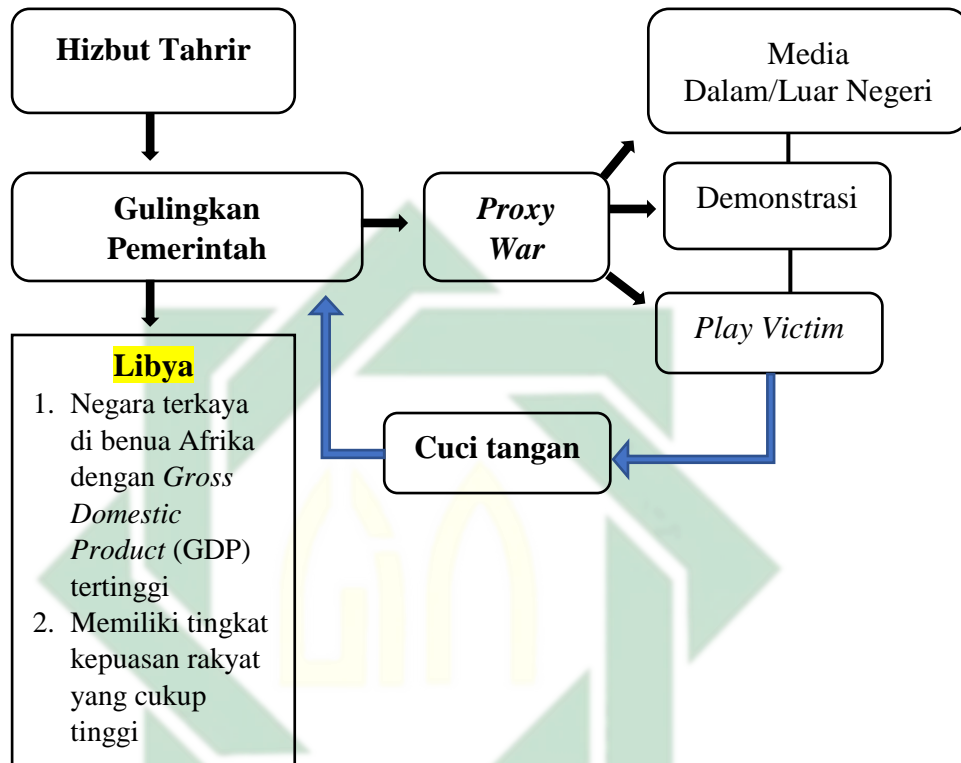 Hizbut Tahrir
Media
Dalam/Luar Negeri
Gulingkan
Pemerintah
Proxy
War
Demonstrasi
Play Victim
Cuci tangan
Libya
1. Negara terkaya
di benua Afrika
dengan Gross
Domestic
Product (GDP)
tertinggi
2. Memiliki tingkat
kepuasan rakyat
yang cukup
tinggi